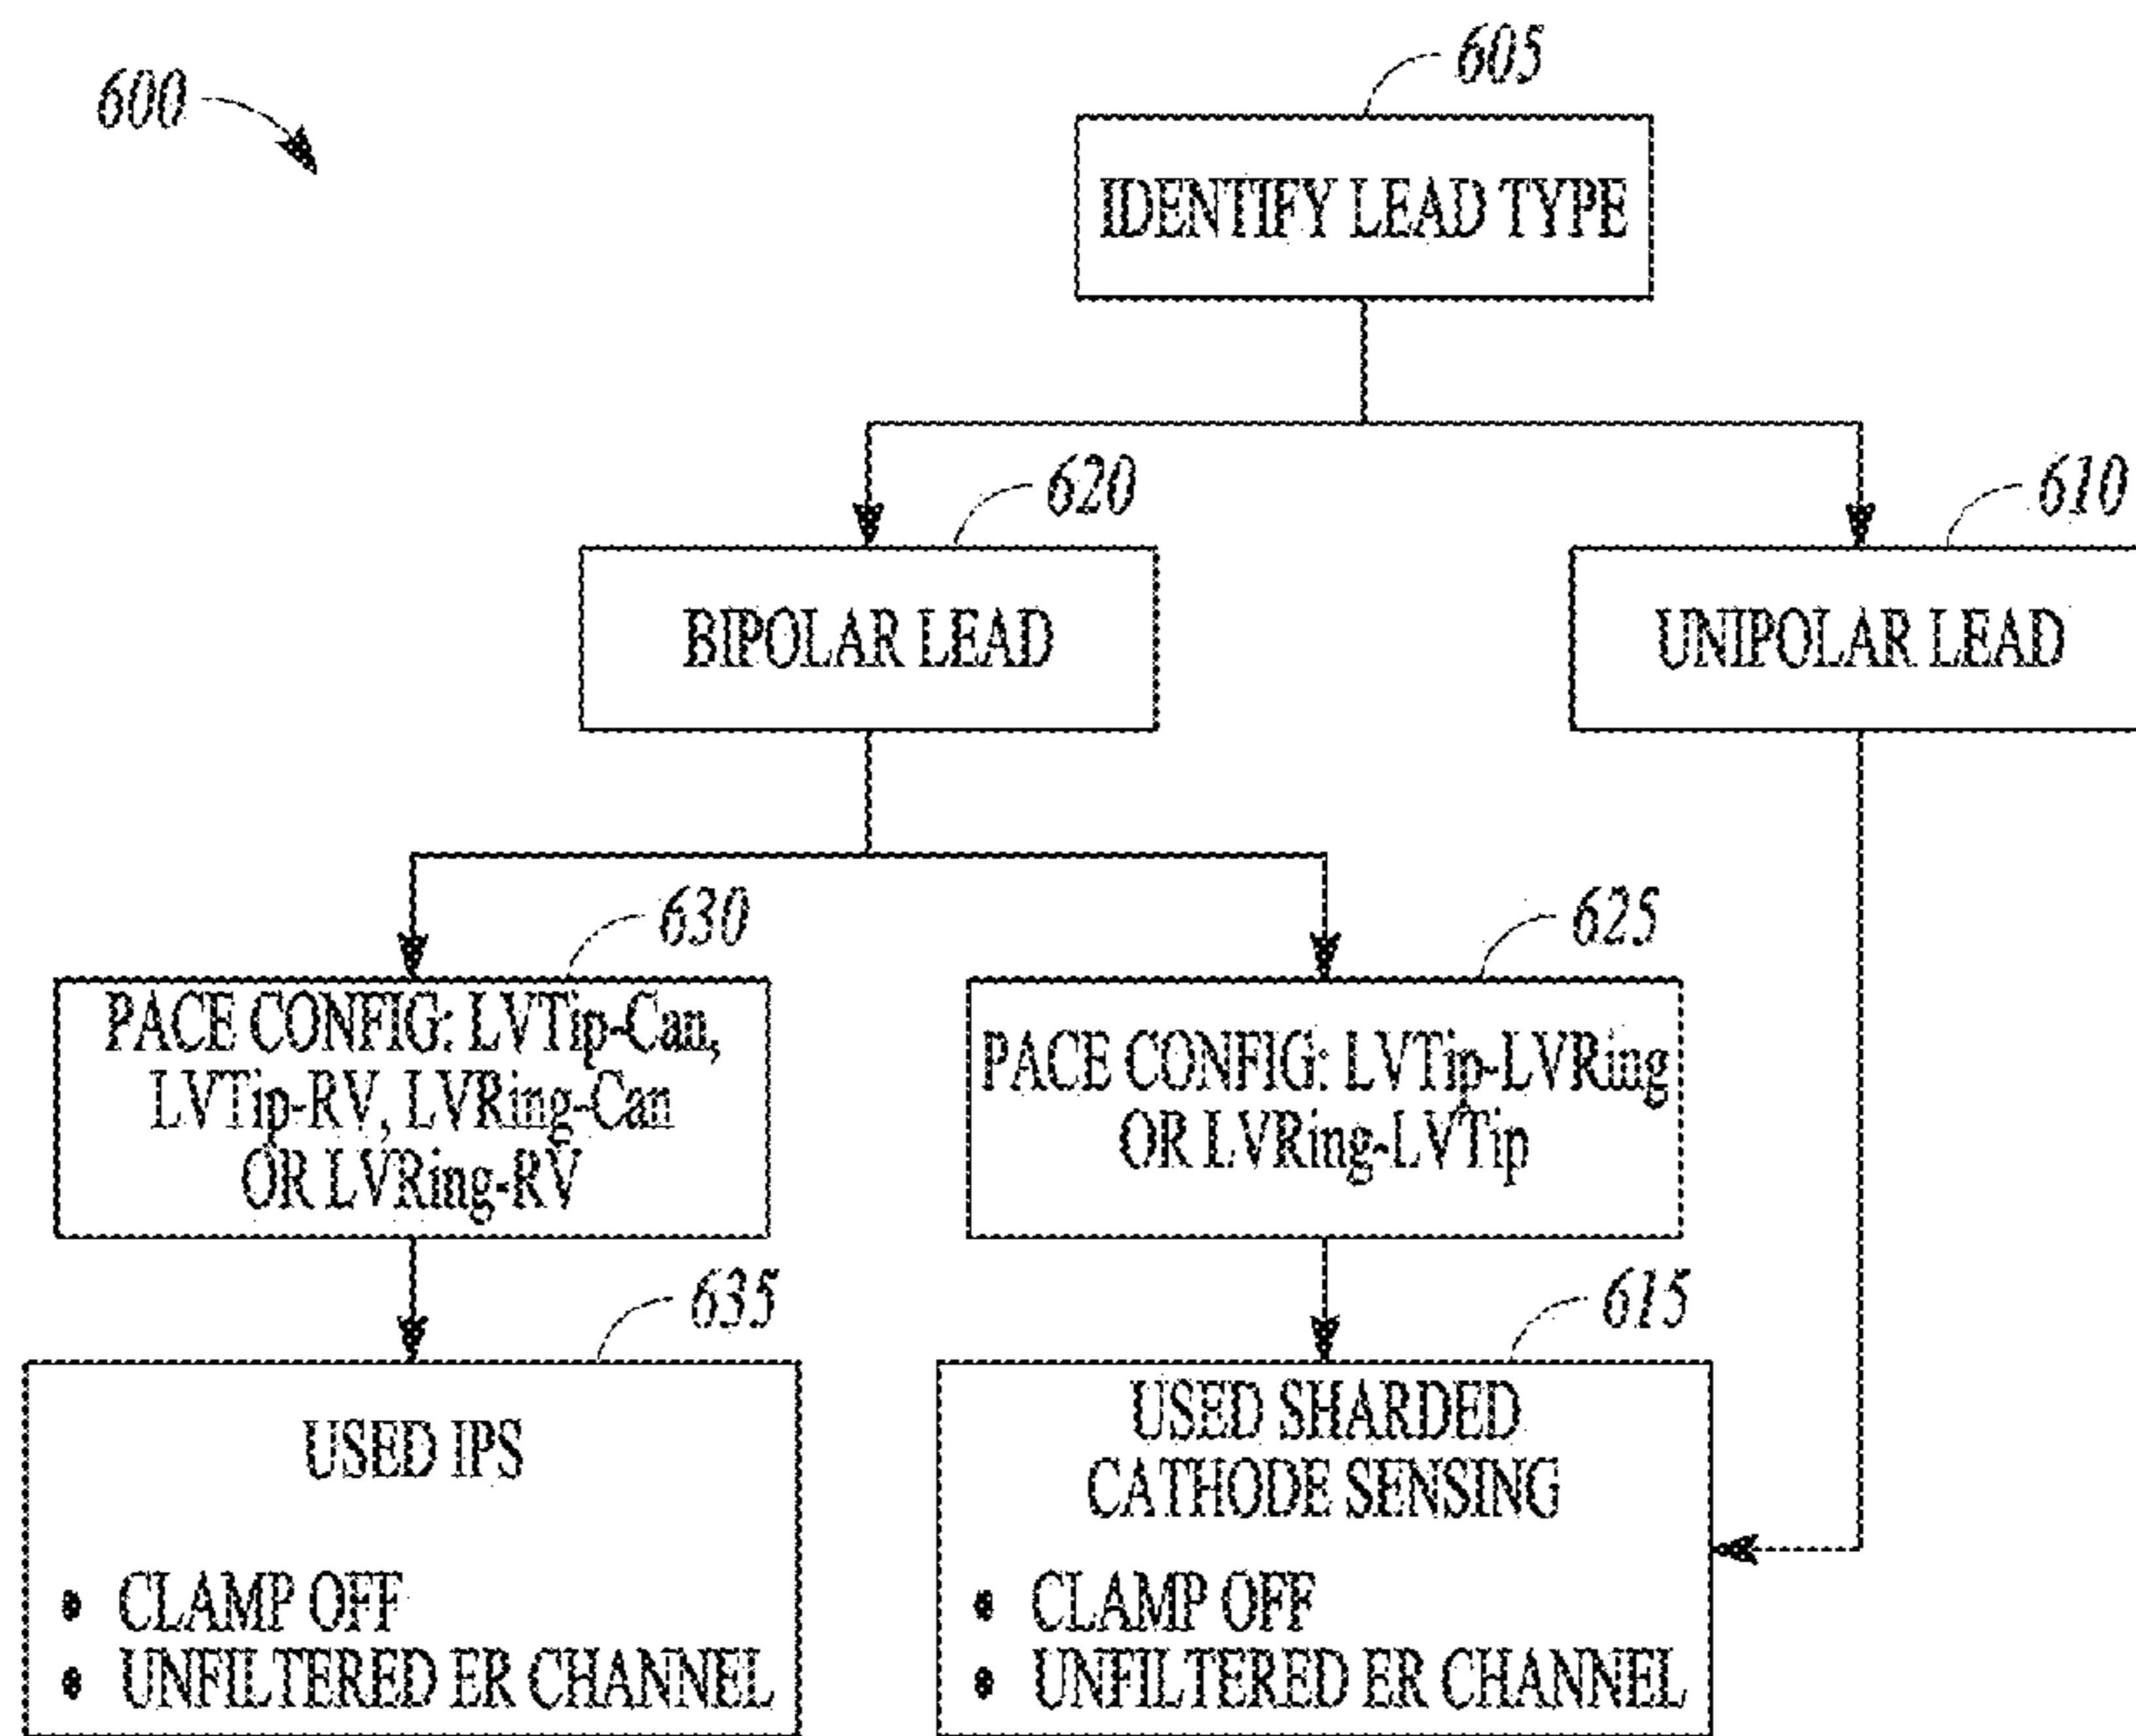 600
605
IDENTIFY LEAD TYPE
620
610
BIPOLAR LEAD
UNIPOLAR LEAD
630
625
PACE CONFIG: LVTip-Can,
LVTip-RV, LVRing-Can
OR LVRing-RV
PACE CONFIG: LVTip-LVRing
OR LVRing-LVTip
635
615
USED IPS
• CLAMP OFF
• UNFILTERED ER CHANNEL
USED SHARDED
CATHODE SENSING
• CLAMP OFF
• UNFILTERED ER CHANNEL